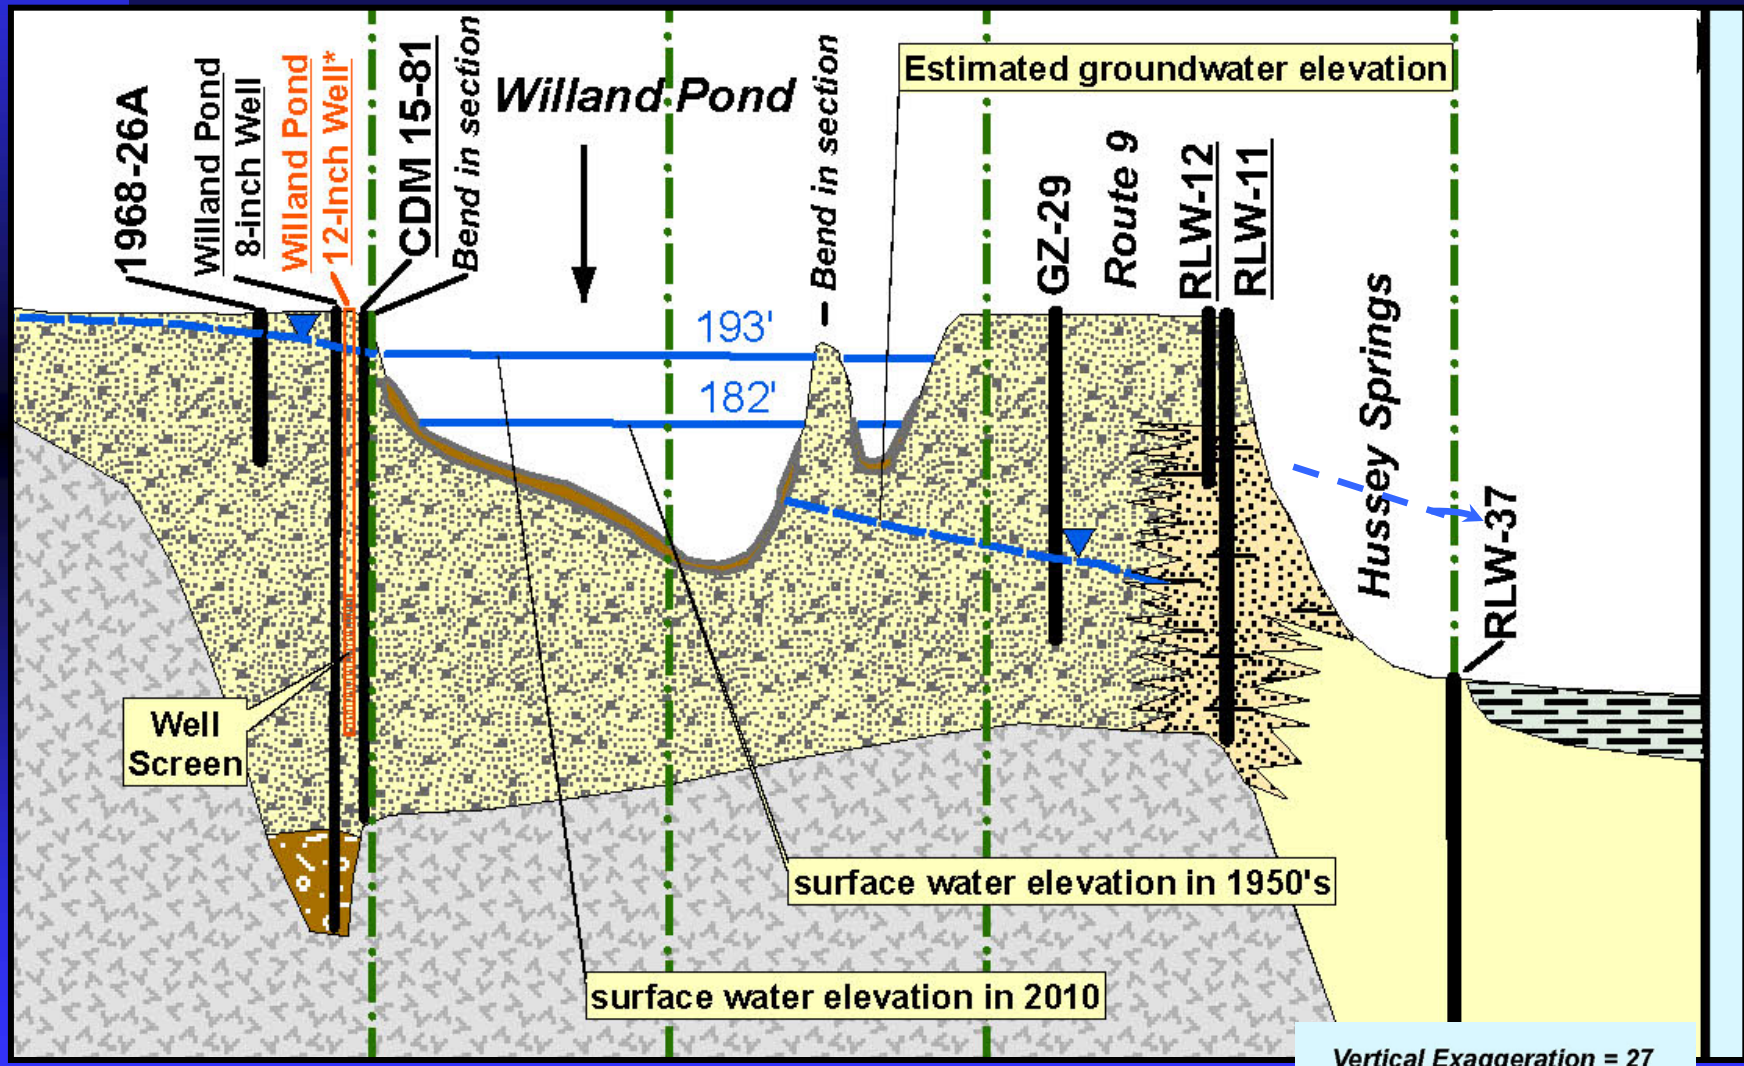 1968-26A
Willand Pond
8-inch Well
Willand Pond
12-Inch Well*
CDM 15-81
Bend in section
Willand Pond
Bend in section
Estimated groundwater elevation
GZ-29
Route 9
RLW-12
RLW-11
Hussey Springs
RLW-37
193'
182'
Well
Screen
surface water elevation in 1950's
surface water elevation in 2010
Vertical Exaggeration = 27